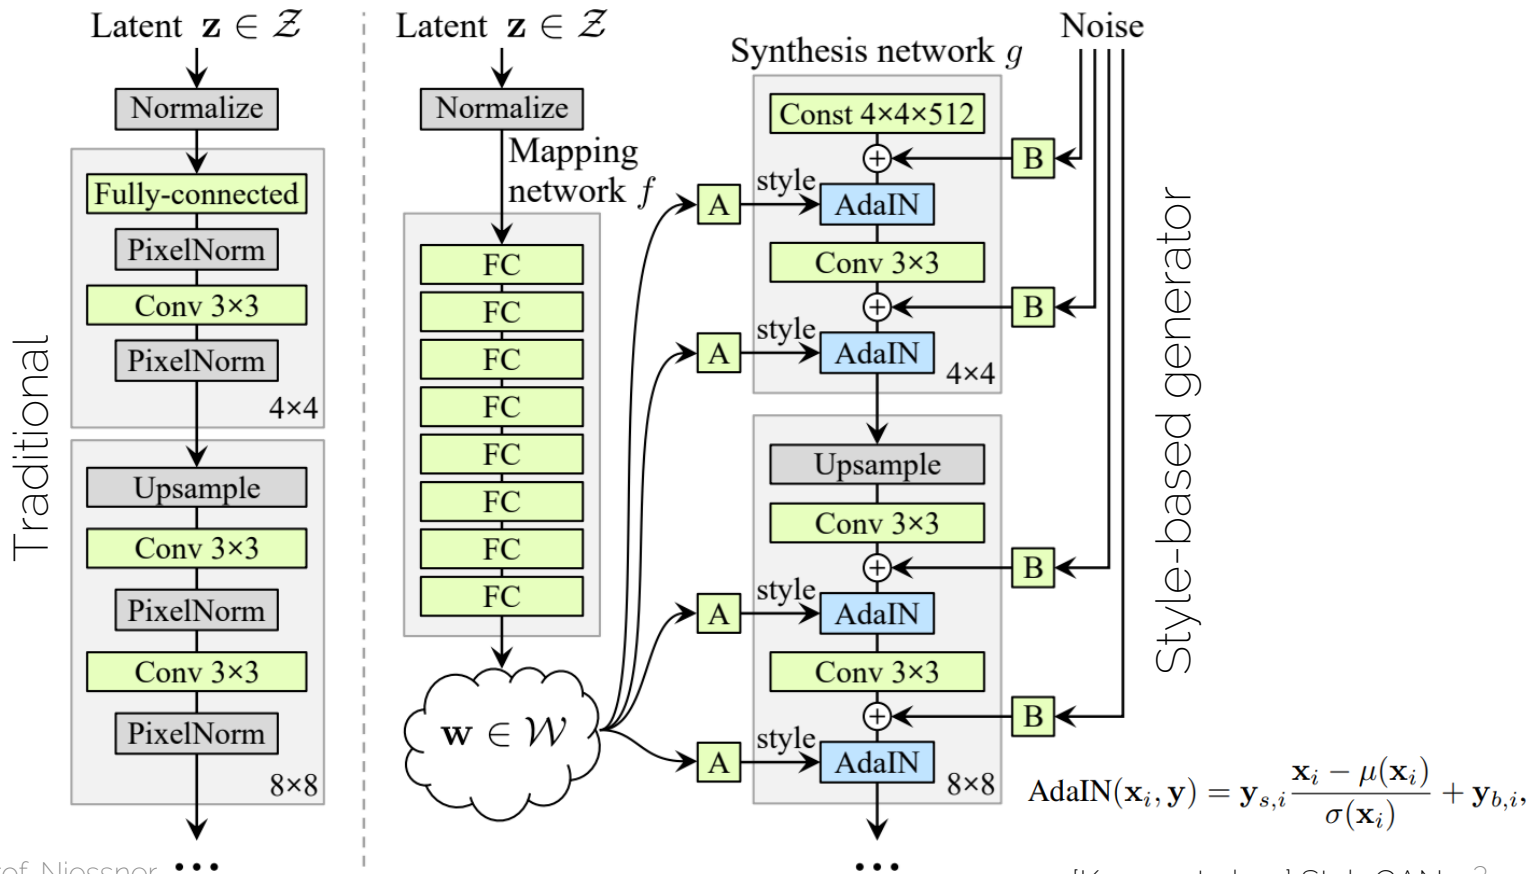 Traditional
Latent z ∈ 𝒵
Normalize
Fully-connected
PixelNorm
Conv 3×3
PixelNorm
4×4
Upsample
Conv 3×3
PixelNorm
Conv 3×3
PixelNorm
8×8
...
Latent z ∈ 𝒵
Normalize
Mapping
network f
FC
FC
FC
FC
FC
FC
FC
FC
w ∈ 𝒲
Synthesis network g
Noise
Const 4×4×512
B
A style AdaIN
Conv 3×3
B
A style AdaIN
4×4
Upsample
Conv 3×3
B
A style AdaIN
Conv 3×3
B
A style AdaIN
8×8
...
Style-based generator
AdaIN(xᵢ, y) = y_{s,i} (xᵢ − μ(xᵢ)) / σ(xᵢ) + y_{b,i},
Niessner